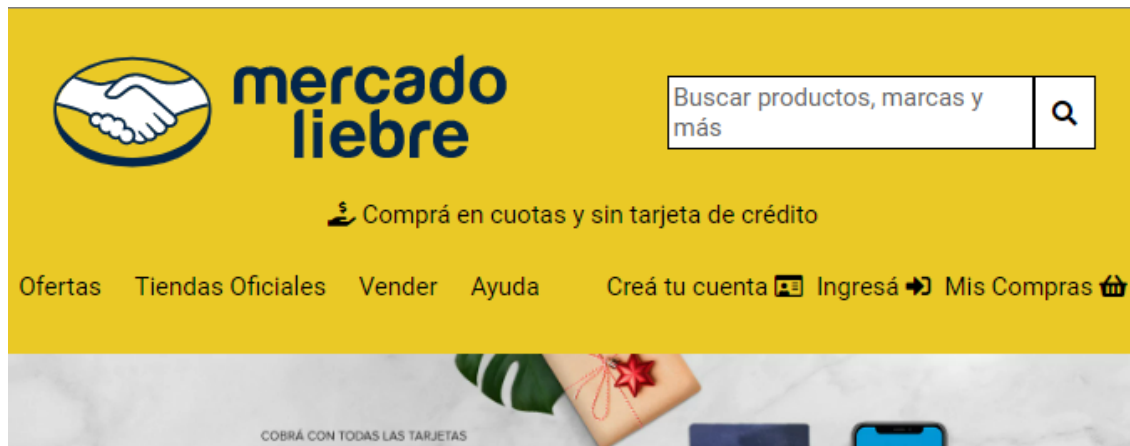 mercado
liebre
Buscar productos, marcas y
más
Comprá en cuotas y sin tarjeta de crédito
Ofertas Tiendas Oficiales Vender Ayuda Creá tu cuenta Ingresá Mis Compras
COBRÁ CON TODAS LAS TARJETAS